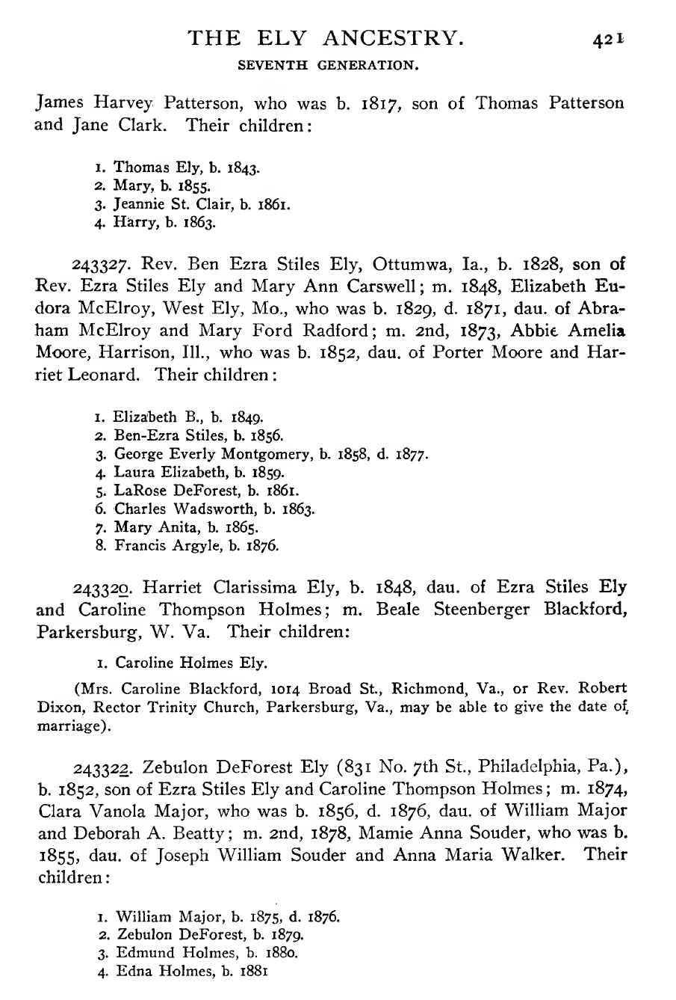 THE ELY ANCESTRY. 421
SEVENTH GENERATION.
James Harvey Patterson, who was b. 1817, son of Thomas Patterson
and Jane Clark. Their children:
1. Thomas Ely, b. 1843.
2. Mary, b. 1855.
3. Jeannie St. Clair, b. 1861.
4. Harry, b. 1863.
243327. Rev. Ben Ezra Stiles Ely, Ottumwa, Ia., b. 1828, son of
Rev. Ezra Stiles Ely and Mary Ann Carswell; m. 1848, Elizabeth Eu-
dora McElroy, West Ely, Mo., who was b. 1829, d. 1871, dau. of Abra-
ham McElroy and Mary Ford Radford; m. 2nd, 1873, Abbie Amelia
Moore, Harrison, Ill., who was b. 1852, dau. of Porter Moore and Har-
riet Leonard. Their children:
1. Elizabeth B., b. 1849.
2. Ben-Ezra Stiles, b. 1856.
3. George Everly Montgomery, b. 1858, d. 1877.
4. Laura Elizabeth, b. 1859.
5. LaRose DeForest, b. 1861.
6. Charles Wadsworth, b. 1863.
7. Mary Anita, b. 1865.
8. Francis Argyle, b. 1876.
243320. Harriet Clarissima Ely, b. 1848, dau. of Ezra Stiles Ely
and Caroline Thompson Holmes; m. Beale Steenberger Blackford,
Parkersburg, W. Va. Their children:
1. Caroline Holmes Ely.
(Mrs. Caroline Blackford, 1014 Broad St., Richmond, Va., or Rev. Robert
Dixon, Rector Trinity Church, Parkersburg, Va., may be able to give the date of
marriage).
243322. Zebulon DeForest Ely (831 No. 7th St., Philadelphia, Pa.),
b. 1852, son of Ezra Stiles Ely and Caroline Thompson Holmes; m. 1874,
Clara Vanola Major, who was b. 1856, d. 1876, dau. of William Major
and Deborah A. Beatty; m. 2nd, 1878, Mamie Anna Souder, who was b.
1855, dau. of Joseph William Souder and Anna Maria Walker. Their
children:
1. William Major, b. 1875, d. 1876.
2. Zebulon DeForest, b. 1879.
3. Edmund Holmes, b. 1880.
4. Edna Holmes, b. 1881